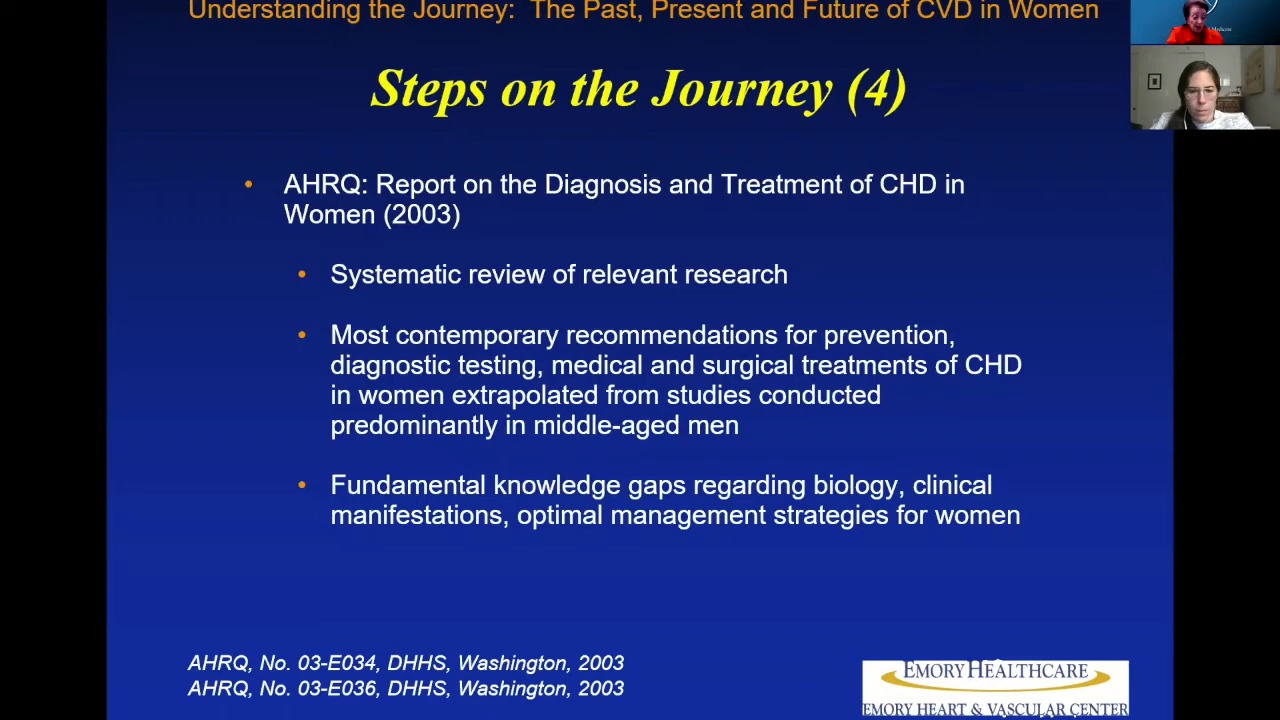 Understanding the Journey: The Past, Present and Future of CVD in Women
Steps on the Journey (4)
• AHRQ: Report on the Diagnosis and Treatment of CHD in
Women (2003)
• Systematic review of relevant research
• Most contemporary recommendations for prevention,
diagnostic testing, medical and surgical treatments of CHD
in women extrapolated from studies conducted
predominantly in middle-aged men
• Fundamental knowledge gaps regarding biology, clinical
manifestations, optimal management strategies for women
AHRQ, No. 03-E034, DHHS, Washington, 2003
AHRQ, No. 03-E036, DHHS, Washington, 2003
EMORY HEALTHCARE
EMORY HEART & VASCULAR CENTER